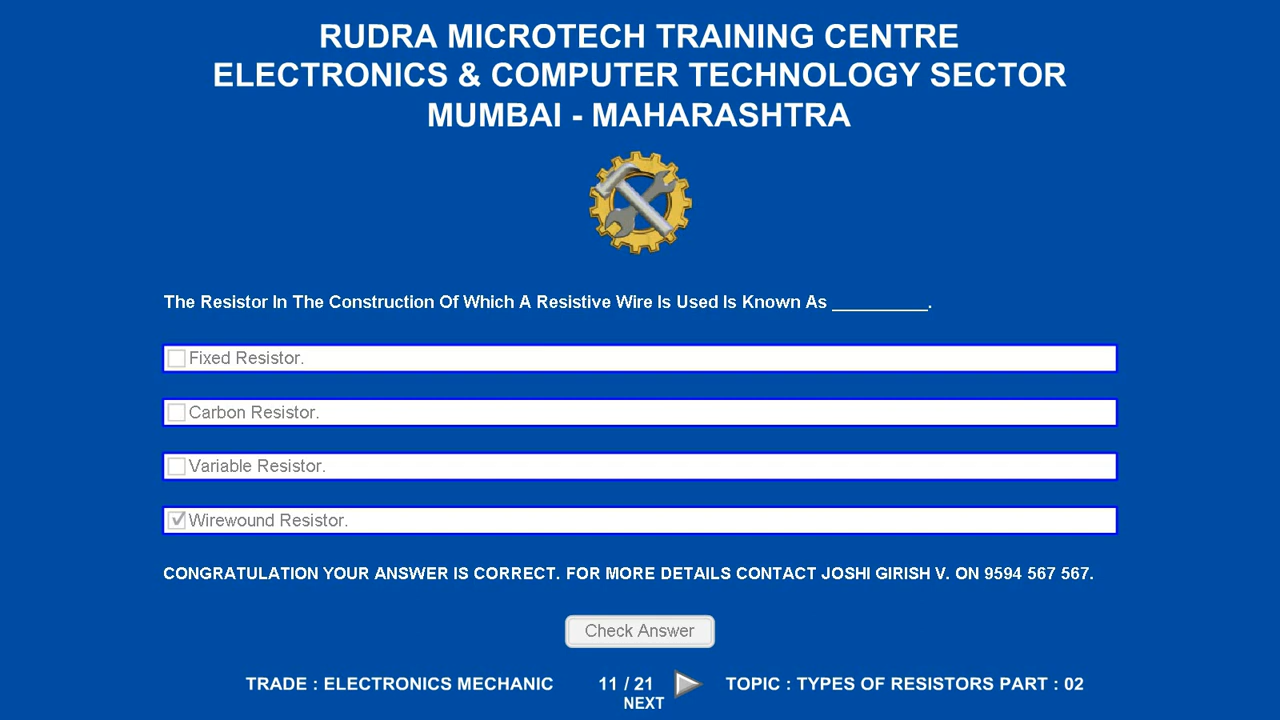 RUDRA MICROTECH TRAINING CENTRE
ELECTRONICS & COMPUTER TECHNOLOGY SECTOR
MUMBAI - MAHARASHTRA
The Resistor In The Construction Of Which A Resistive Wire Is Used Is Known As __________.
Fixed Resistor.
Carbon Resistor.
Variable Resistor.
Wirewound Resistor.
CONGRATULATION YOUR ANSWER IS CORRECT. FOR MORE DETAILS CONTACT JOSHI GIRISH V. ON 9594 567 567.
Check Answer
TRADE : ELECTRONICS MECHANIC 11 / 21 TOPIC : TYPES OF RESISTORS PART : 02
NEXT